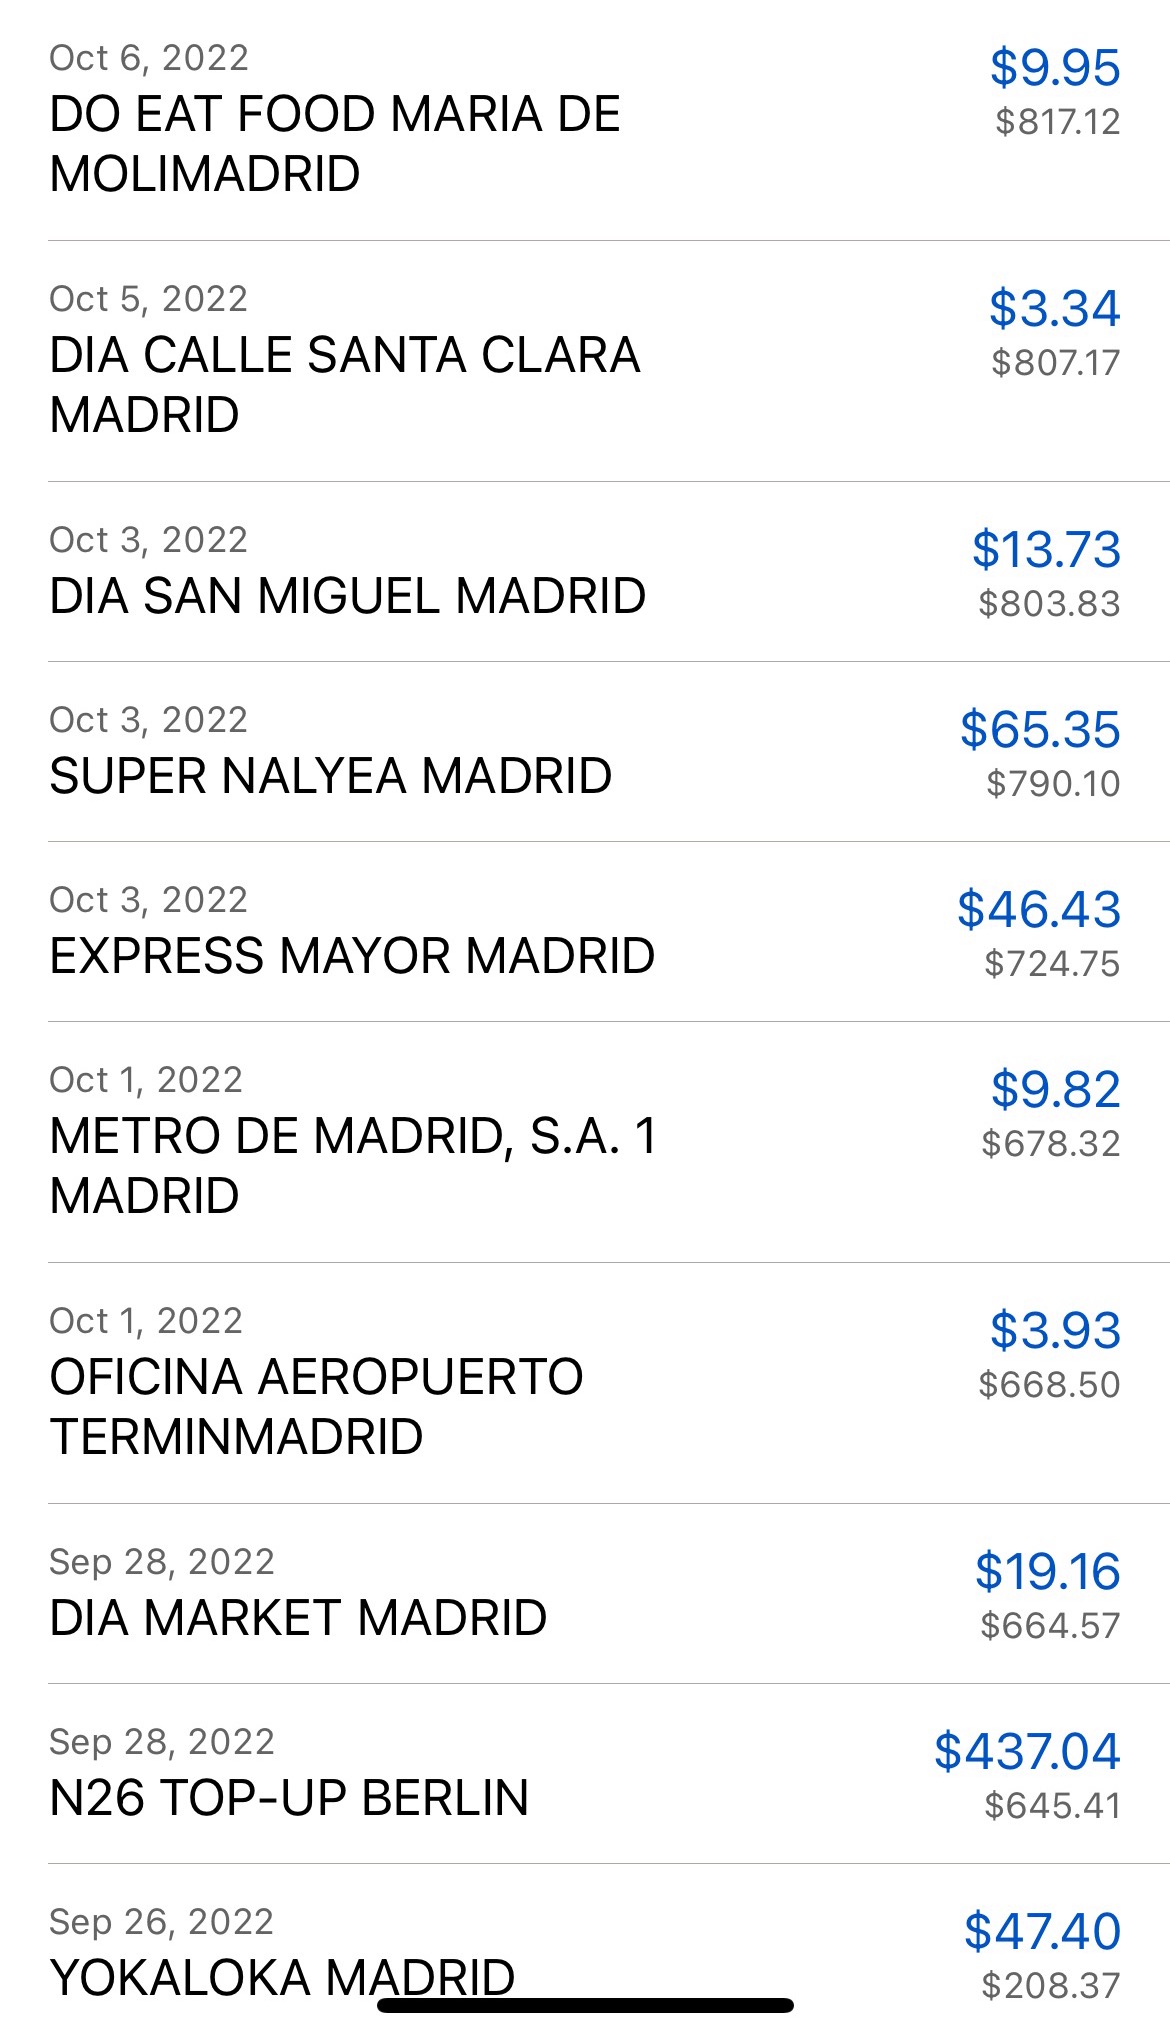 Oct 6, 2022
$9.95
DO EAT FOOD MARIA DE
$817.12
MOLIMADRID
Oct 5, 2022
$3.34
DIA CALLE SANTA CLARA
$807.17
MADRID
Oct 3, 2022
$13.73
DIA SAN MIGUEL MADRID
$803.83
Oct 3, 2022
$65.35
SUPER NALYEA MADRID
$790.10
Oct 3, 2022
$46.43
EXPRESS MAYOR MADRID
$724.75
Oct 1, 2022
$9.82
METRO DE MADRID, S.A. 1
$678.32
MADRID
Oct 1, 2022
$3.93
OFICINA AEROPUERTO
$668.50
TERMINMADRID
Sep 28, 2022
$19.16
DIA MARKET MADRID
$664.57
Sep 28, 2022
$437.04
N26 TOP-UP BERLIN
$645.41
Sep 26, 2022
$47.40
YOKALOKA MADRID
$208.37